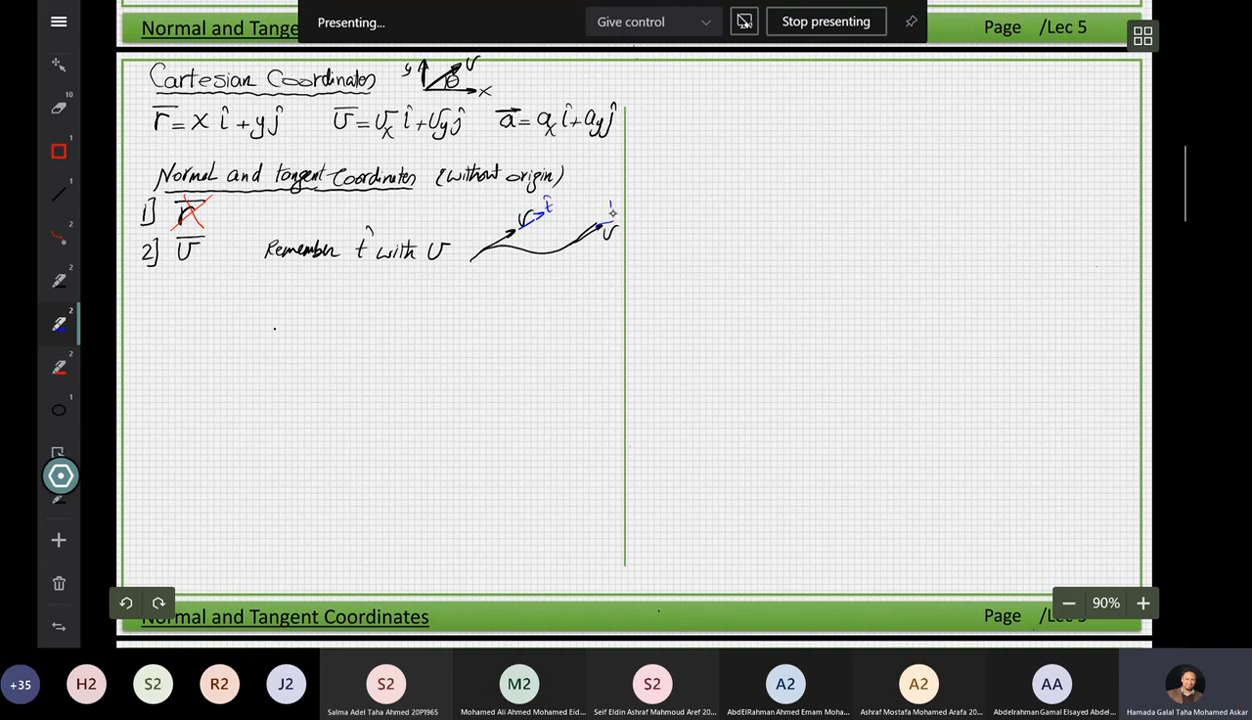 Presenting...
Give control
Stop presenting
Normal and Tange
Page /Lec 5
Cartesian Coordinates y v θ x
r = x î + y ĵ v = vx î + vy ĵ a = ax î + ay ĵ
Normal and tangent Coordinates (without origin)
1] r
2] v Remember t̂ with v v t̂ v
Normal and Tangent Coordinates
Page
90%
+35
H2
S2
R2
J2
S2
M2
S2
A2
A2
AA
Salma Adel Taha Ahmed 20P1965
Mohamed Ali Ahmed Mohamed Eid...
Seif Eldin Ashraf Mahmoud Aref 20...
AbdElRahman Ahmed Emam Moha...
Ashraf Mostafa Mohamed Arafa 20...
Abdelrahman Gamal Elsayed Abdel...
Hamada Galal Taha Mohamed Askar